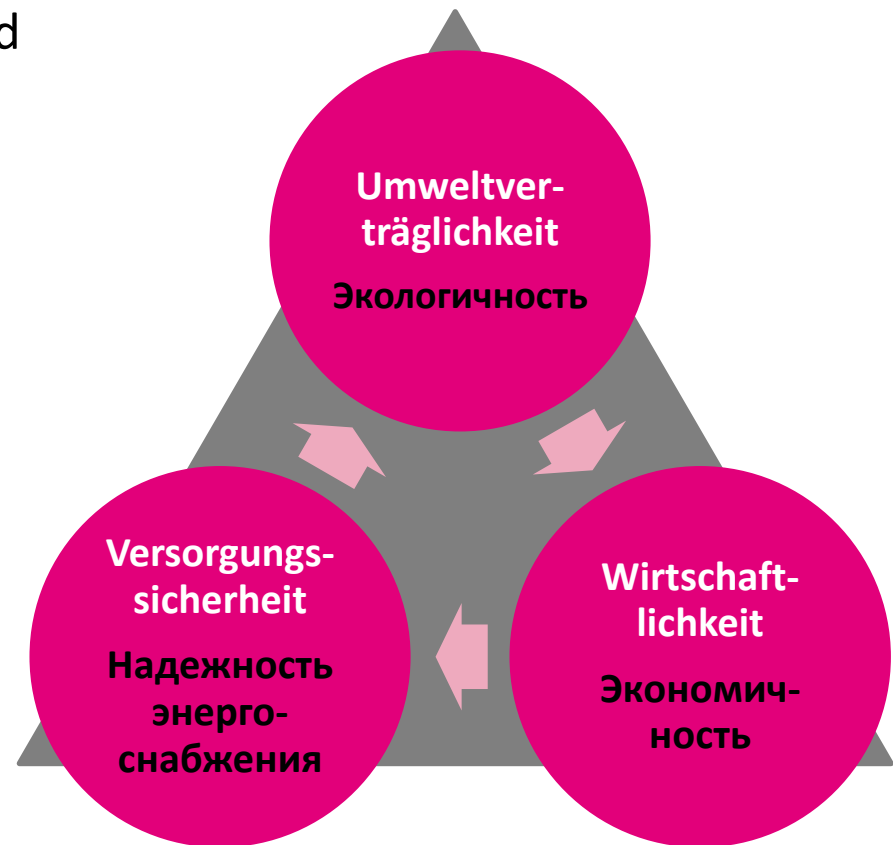 d
Umweltver-
träglichkeit
Экологичность
Versorgungs-
sicherheit
Надежность
энерго-
снабжения
Wirtschaft-
lichkeit
Экономич-
ность